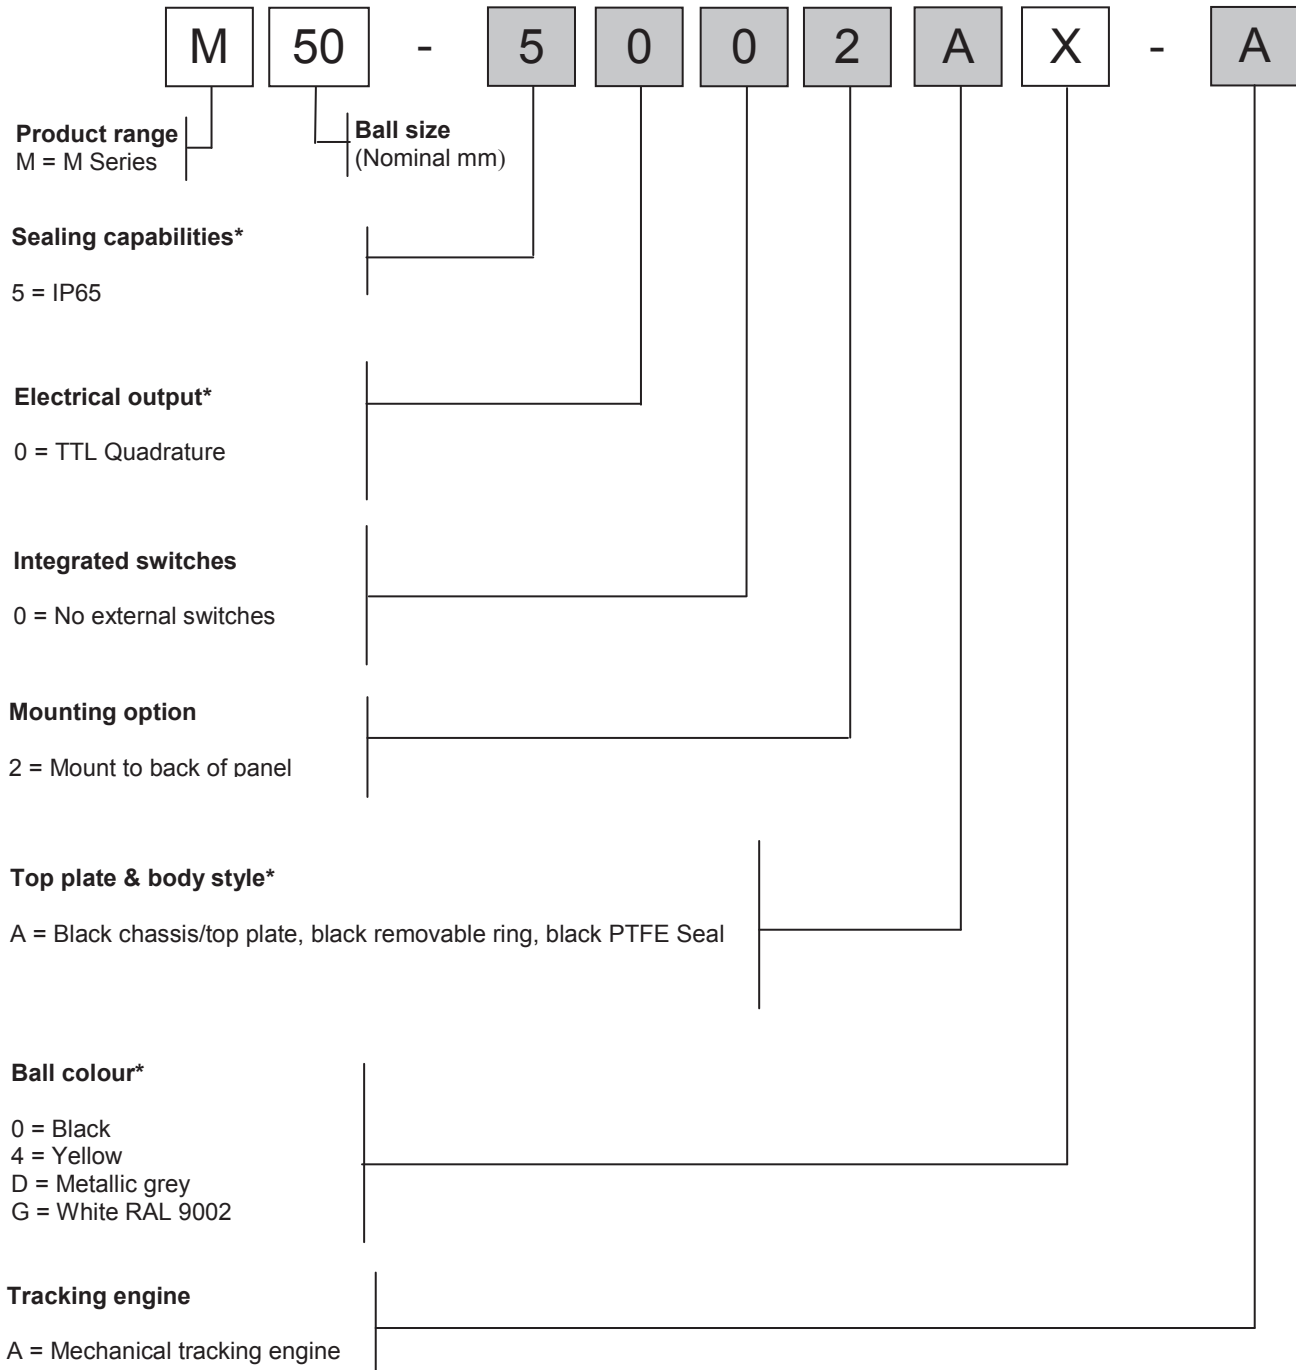 M 50 - 5 0 0 2 A X - A
Product range
M = M Series
Ball size
(Nominal mm)
Sealing capabilities*
5 = IP65
Electrical output*
0 = TTL Quadrature
Integrated switches
0 = No external switches
Mounting option
2 = Mount to back of panel
Top plate & body style*
A = Black chassis/top plate, black removable ring, black PTFE Seal
Ball colour*
0 = Black
4 = Yellow
D = Metallic grey
G = White RAL 9002
Tracking engine
A = Mechanical tracking engine